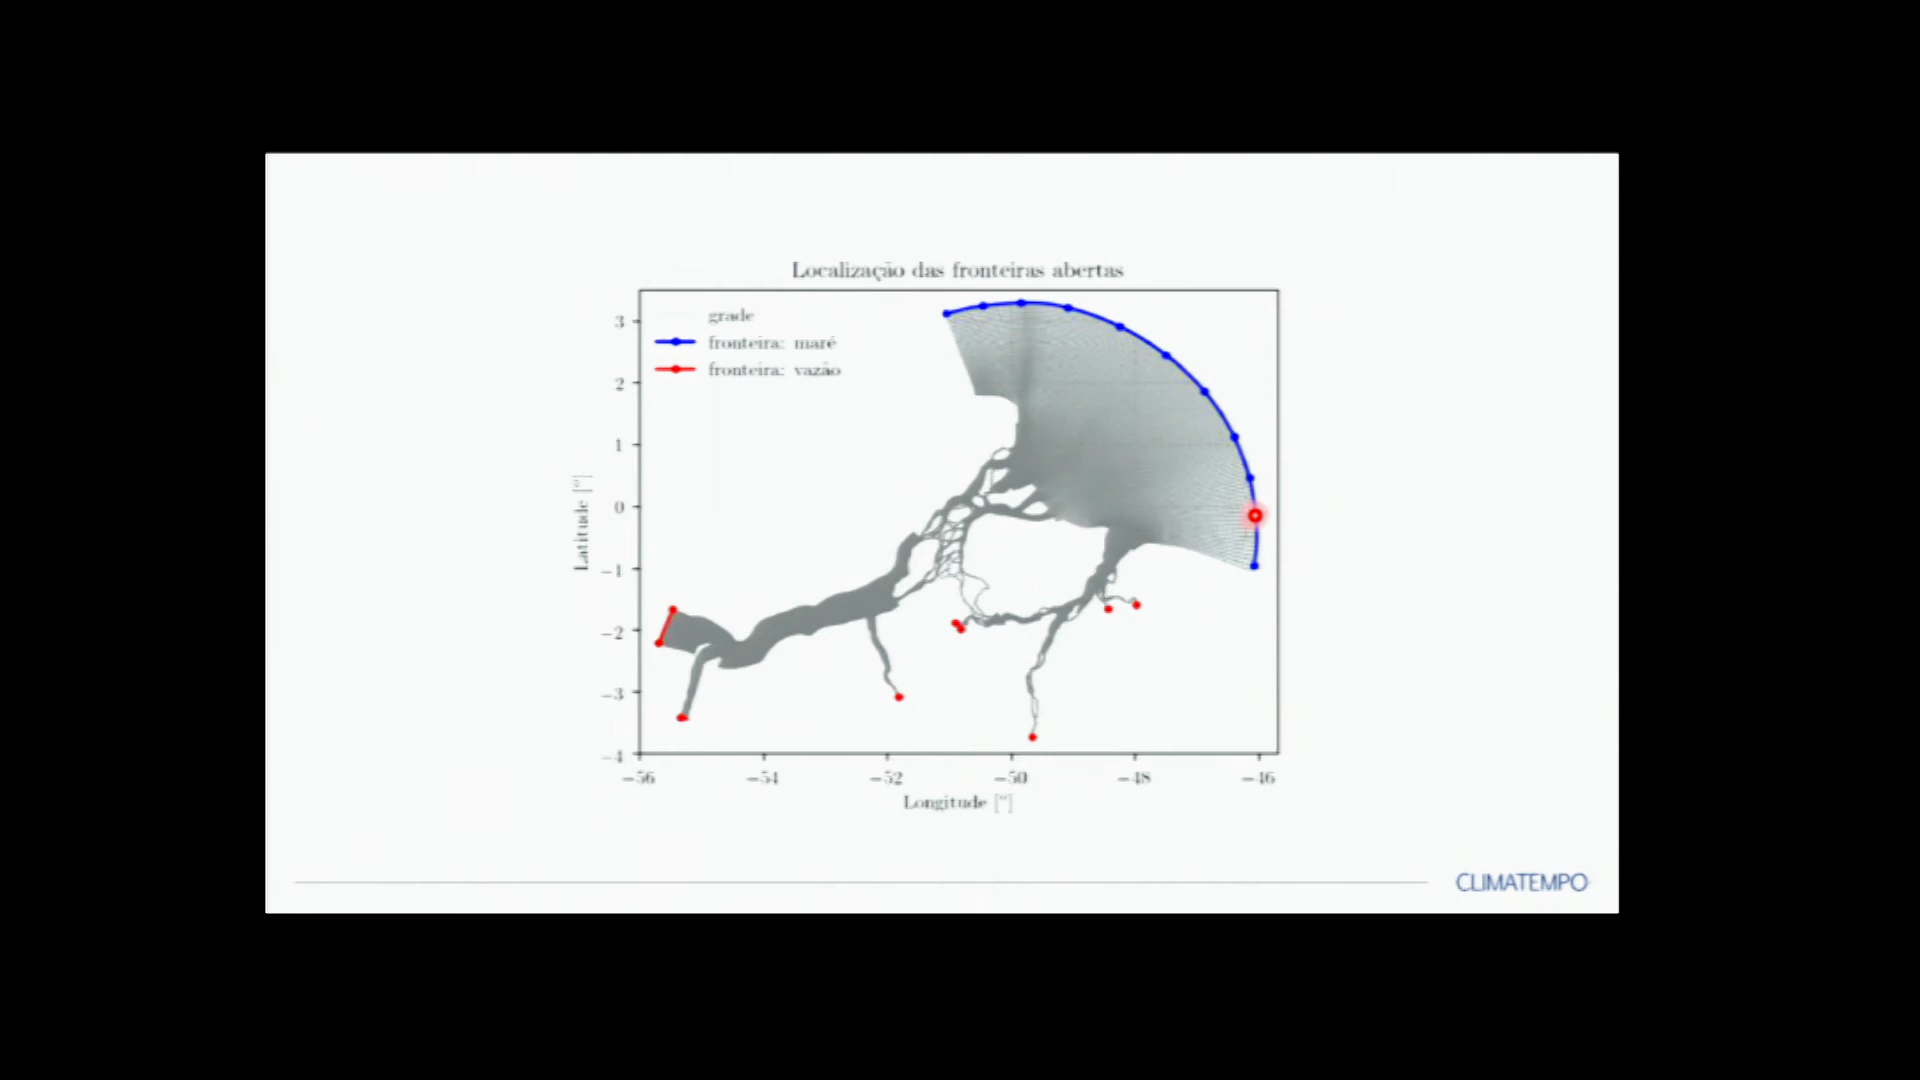 Localização das fronteiras abertas
grade
fronteira: maré
fronteira: vazão
3
2
1
0
−1
−2
−3
−4
Latitude [°]
−56
−54
−52
−50
−48
−46
Longitude [°]
CLIMATEMPO